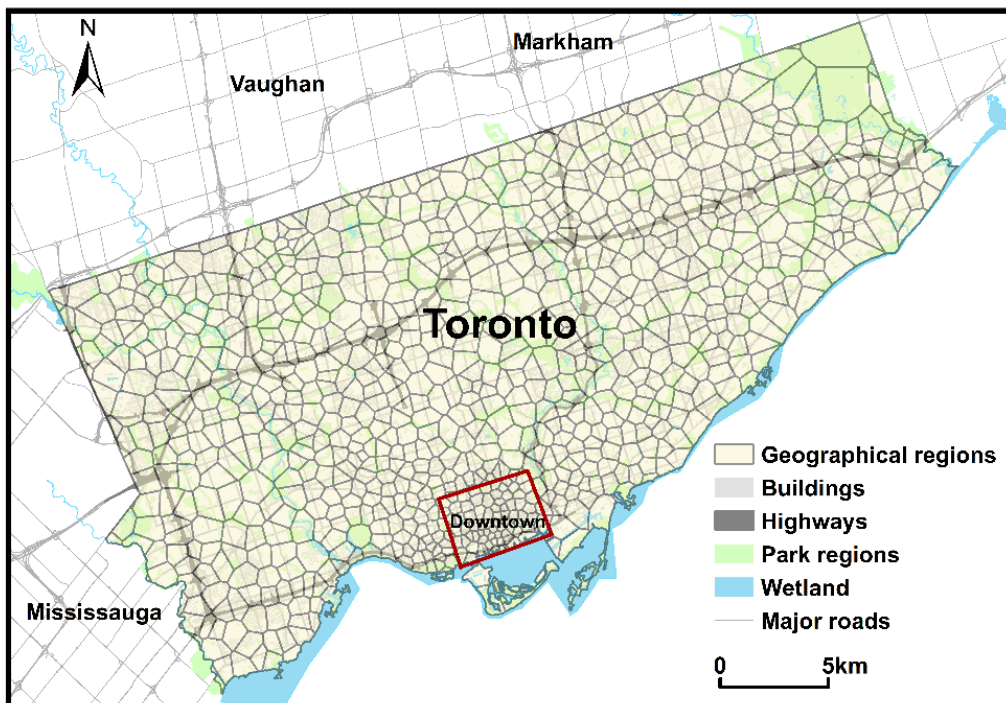 N
Markham
Vaughan
Toronto
Downtown
Mississauga
Geographical regions
Buildings
Highways
Park regions
Wetland
Major roads
0 5km